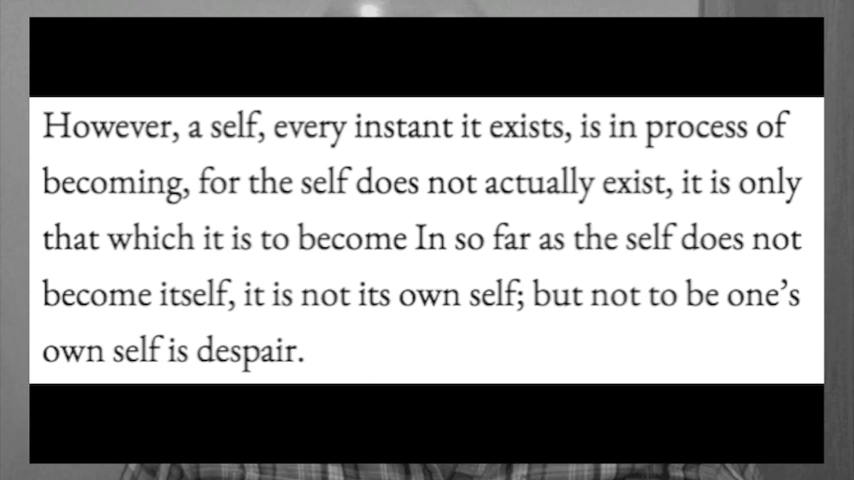 However, a self, every instant it exists, is in process of
becoming, for the self does not actually exist, it is only
that which it is to become In so far as the self does not
become itself, it is not its own self; but not to be one’s
own self is despair.